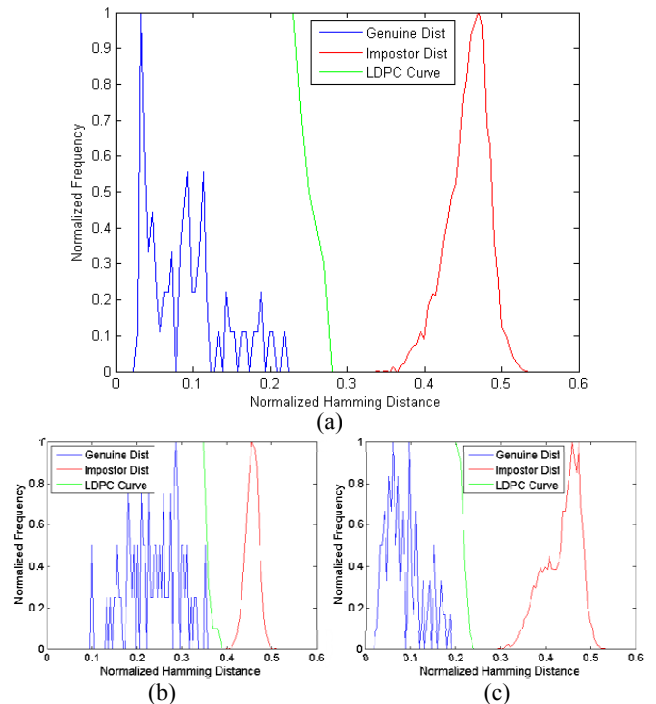 1
0.9
0.8
0.7
0.6
0.5
0.4
0.3
0.2
0.1
0
Normalized Frequency
Genuine Dist
Impostor Dist
LDPC Curve
0 0.1 0.2 0.3 0.4 0.5 0.6
Normalized Hamming Distance
(a)
1
0.8
0.6
0.4
0.2
0
Normalized Frequency
Genuine Dist
Impostor Dist
LDPC Curve
0 0.1 0.2 0.3 0.4 0.5 0.6
Normalized Hamming Distance
(b)
1
0.8
0.6
0.4
0.2
0
Normalized Frequency
Genuine Dist
Impostor Dist
LDPC Curve
0 0.1 0.2 0.3 0.4 0.5 0.6
Normalized Hamming Distance
(c)